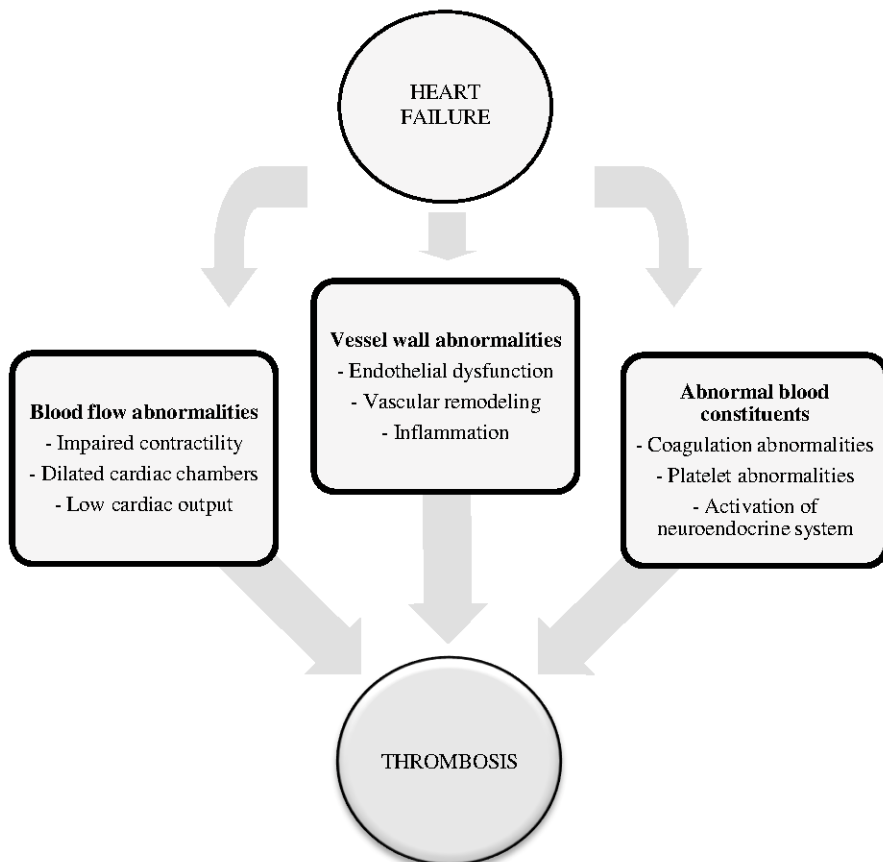 HEART
FAILURE
Blood flow abnormalities
- Impaired contractility
- Dilated cardiac chambers
- Low cardiac output
Vessel wall abnormalities
- Endothelial dysfunction
- Vascular remodeling
- Inflammation
Abnormal blood
constituents
- Coagulation abnormalities
- Platelet abnormalities
- Activation of
neuroendocrine system
THROMBOSIS